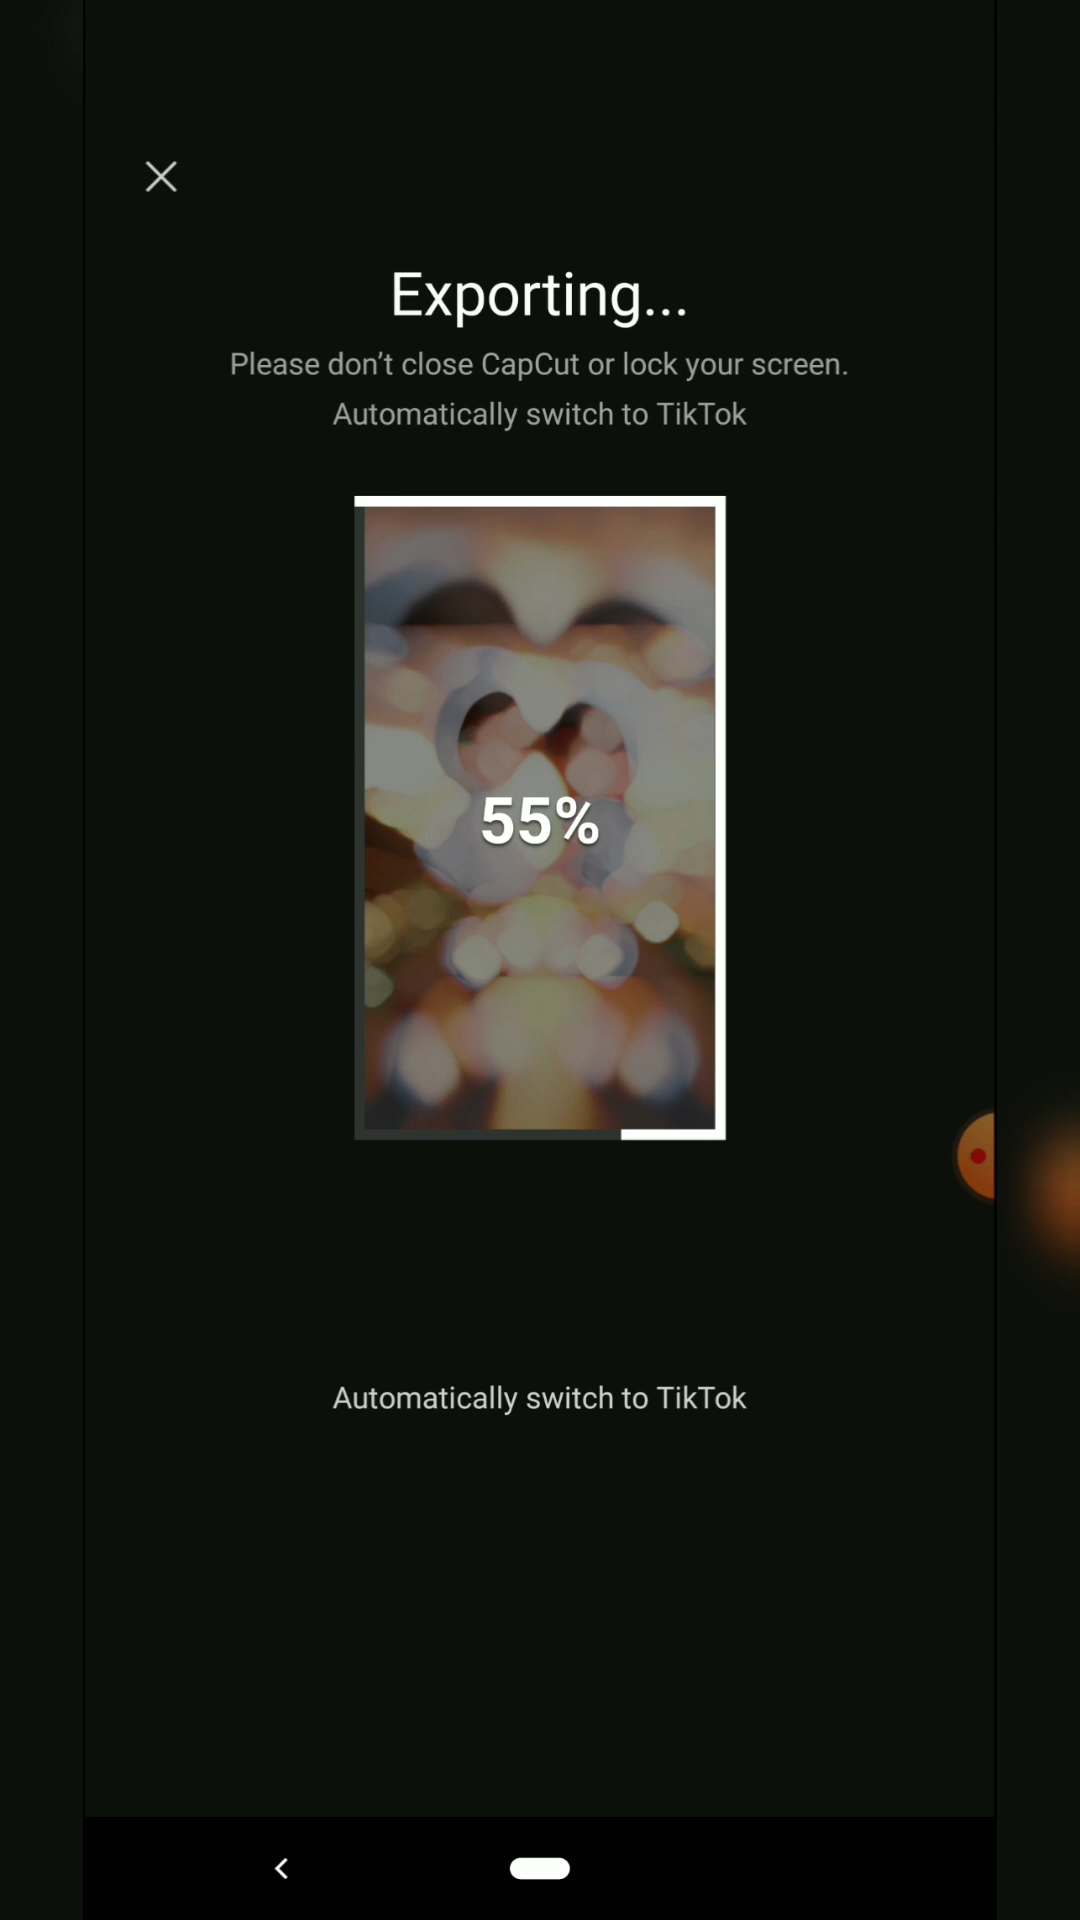 Exporting...
Please don’t close CapCut or lock your screen.
Automatically switch to TikTok
55%
Automatically switch to TikTok